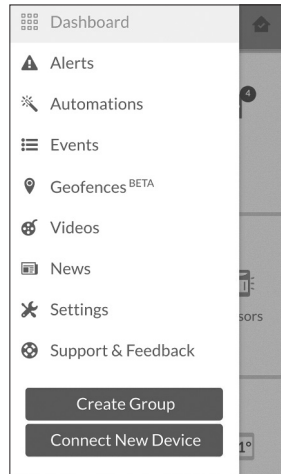 Dashboard
Alerts
4
Automations
Events
Geofences BETA
Videos
News
Settings
sors
Support & Feedback
Create Group
Connect New Device
1°